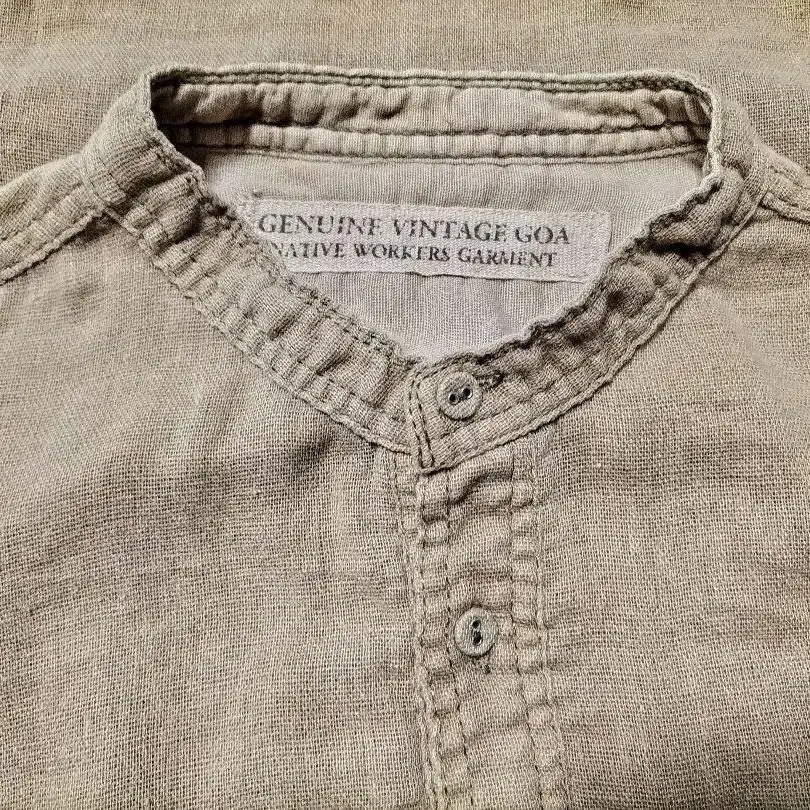 GENUINE VINTAGE GOA
NATIVE WORKERS GARMENT